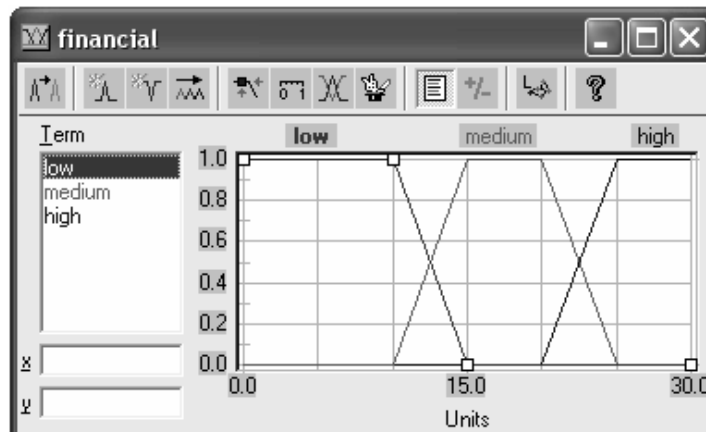 financial
Term
low medium high
low
medium
high
1.0
0.8
0.6
0.4
0.2
0.0
x
y
0.0 15.0 30.0
Units